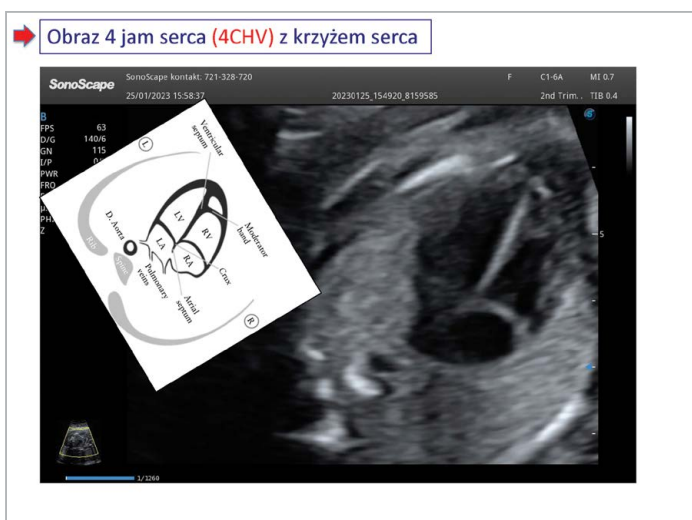 Obraz 4 jam serca (4CHV) z krzyżem serca
SonoScape
SonoScape kontakt: 721-328-720
F
C1-6A
MI 0.7
25/01/2023 15:58:37
20230125_154920_8159585
2nd Trim..
TIB 0.4
B
FPS 63
D/G 140/6
GN 115
I/P
PWR
FRQ
PH
Z
L
Ventricular septum
LV
RV
Moderator band
D. Aorta
LA
RA
Crux
Rib
Spine
Pulmonary veins
Atrial septum
R
5
1/1260